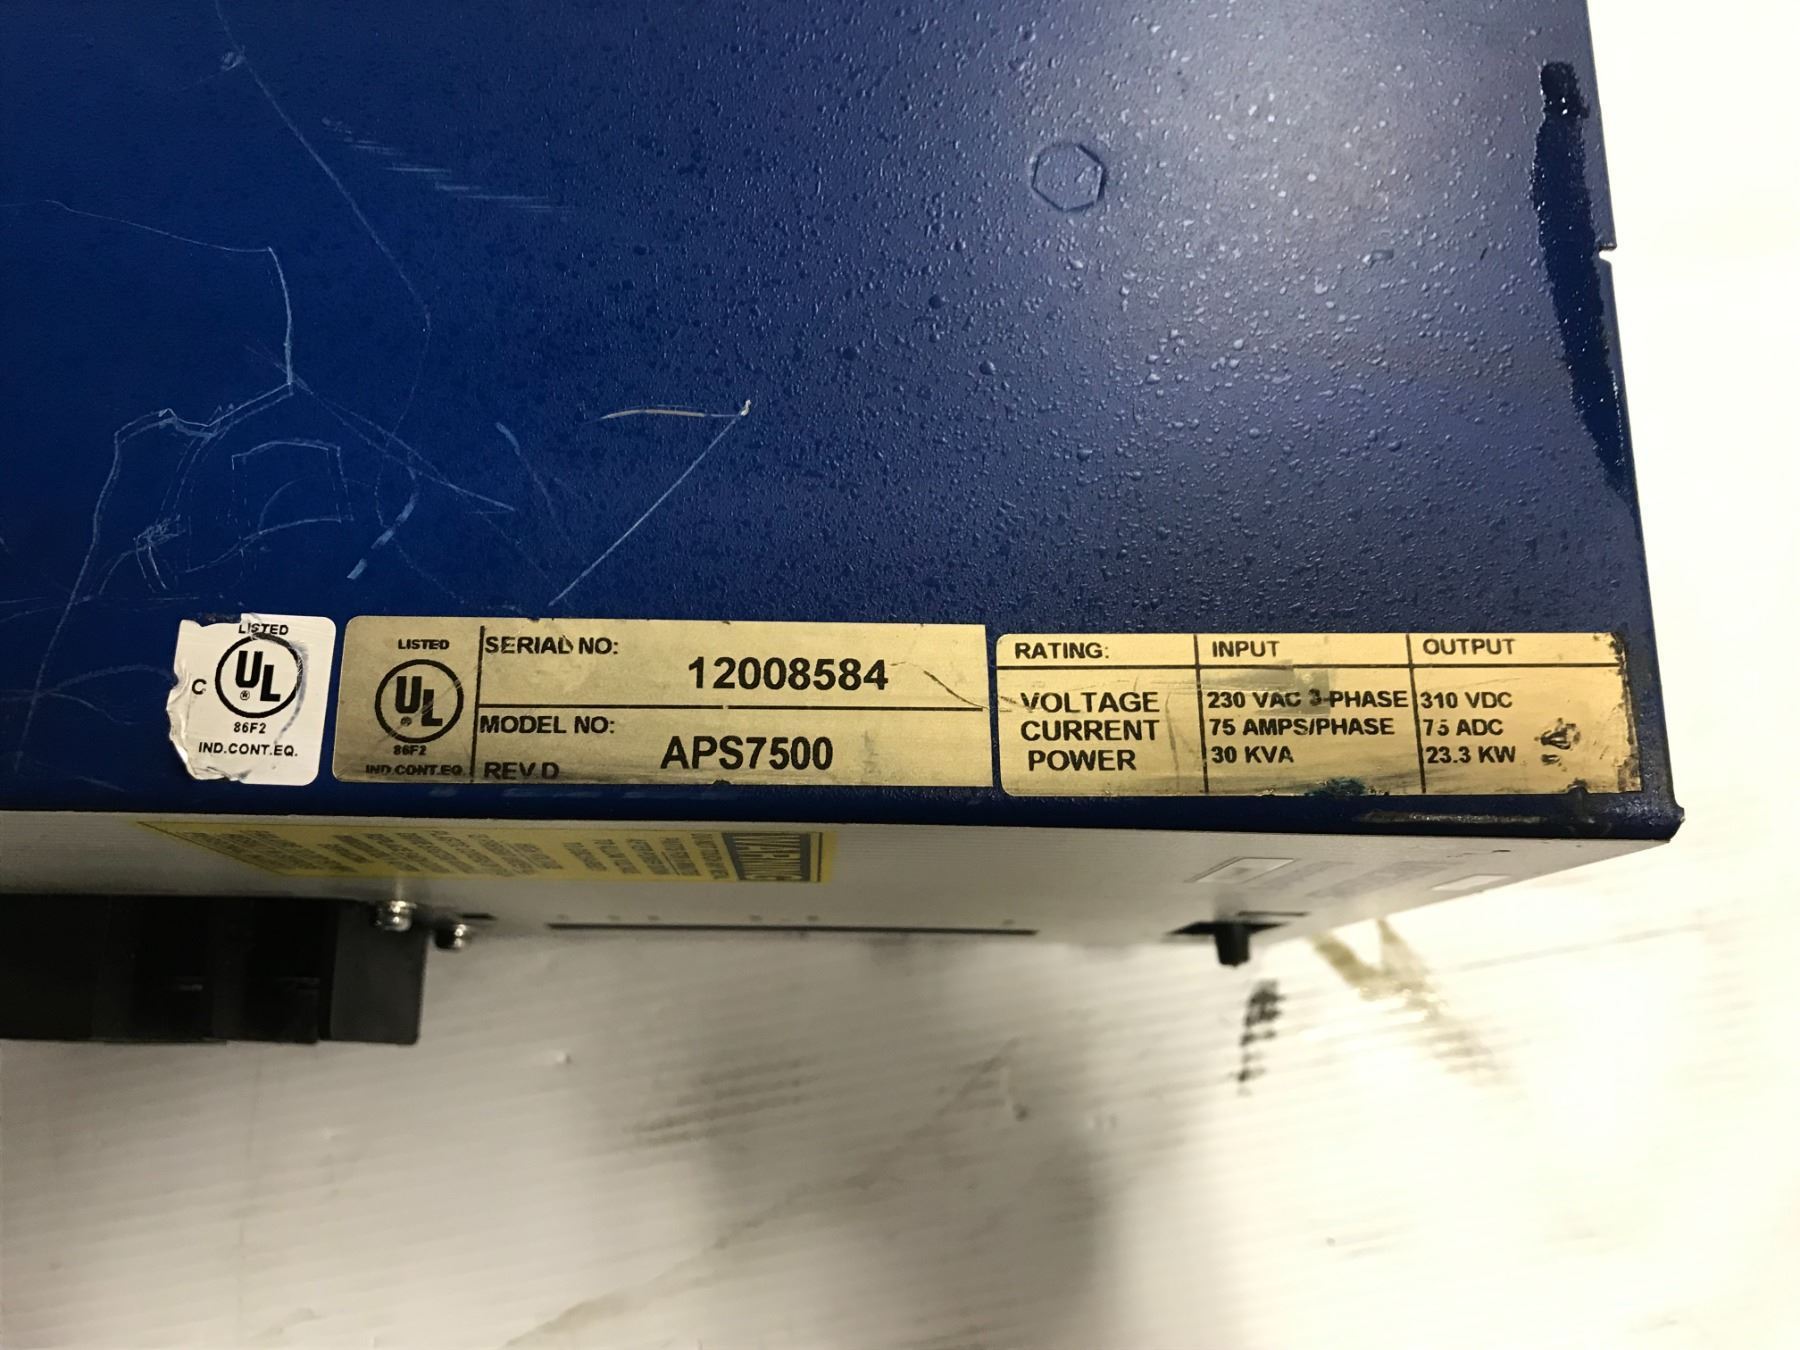 LISTED
C UL ®
86F2
IND.CONT.EQ.
LISTED
UL ®
86F2
IND.CONT.EQ
SERIAL NO:
12008584
MODEL NO:
APS7500
REV.D
RATING: INPUT OUTPUT
VOLTAGE 230 VAC 3-PHASE 310 VDC
CURRENT 75 AMPS/PHASE 75 ADC
POWER 30 KVA 23.3 KW
WARNING